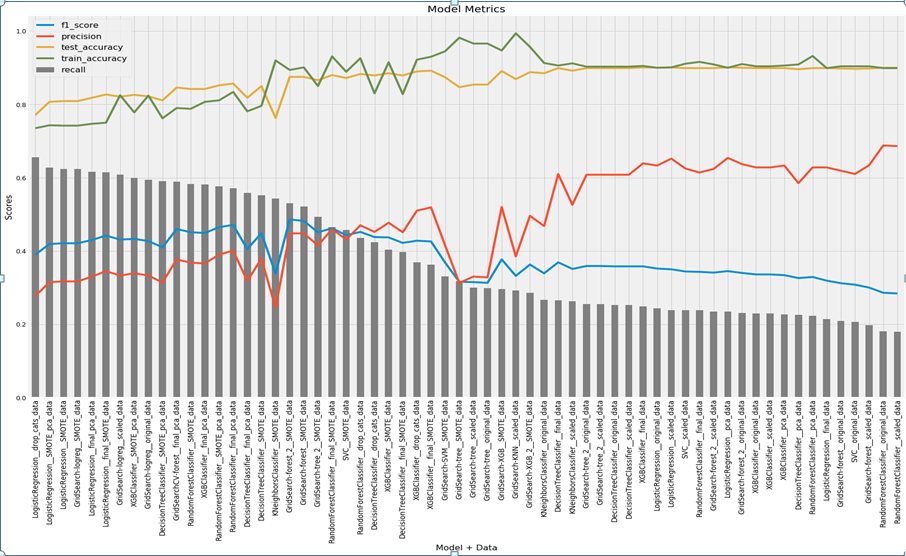 Model Metrics
f1_score
precision
test_accuracy
train_accuracy
recall
1.0
0.8
0.6
0.4
0.2
0.0
Scores
LogisticRegression__drop_cats_data
LogisticRegression__SMOTE_pca_data
LogisticRegression__SMOTE_data
GridSearch-logreg__SMOTE_data
LogisticRegression__final_pca_data
LogisticRegression__final_SMOTE_data
GridSearch-logreg__scaled_data
XGBClassifier__SMOTE_pca_data
GridSearch-logreg__original_data
DecisionTreeClassifier__SMOTE_pca_data
GridSearchCV-forest__final_pca_data
RandomForestClassifier__SMOTE_data
XGBClassifier__final_pca_data
RandomForestClassifier__SMOTE_pca_data
RandomForestClassifier__final_pca_data
DecisionTreeClassifier__final_pca_data
DecisionTreeClassifier__SMOTE_data
KNeighborsClassifier__SMOTE_data
GridSearch-forest_2__SMOTE_data
GridSearch-forest__SMOTE_data
GridSearch-tree_2__SMOTE_data
RandomForestClassifier_final_SMOTE_data
SVC__SMOTE_data
RandomForestClassifier__drop_cats_data
DecisionTreeClassifier__drop_cats_data
XGBClassifier__SMOTE_data
DecisionTreeClassifier_final_SMOTE_data
XGBClassifier__drop_cats_data
XGBClassifier__final_SMOTE_data
GridSearch-SVM__SMOTE_data
GridSearch-tree__SMOTE_data
GridSearch-tree__scaled_data
GridSearch-tree__original_data
GridSearch-XGB__SMOTE_data
GridSearch-KNN__scaled_data
GridSearch-XGB_2__SMOTE_data
KNeighborsClassifier__original_data
DecisionTreeClassifier__final_data
KNeighborsClassifier__scaled_data
GridSearch-tree_2__scaled_data
GridSearch-tree_2__original_data
DecisionTreeClassifier__scaled_data
DecisionTreeClassifier__original_data
XGBClassifier__final_data
LogisticRegression__original_data
LogisticRegression__scaled_data
SVC__scaled_data
RandomForestClassifier__final_data
GridSearch-forest_2__scaled_data
LogisticRegression__pca_data
GridSearch-forest_2__original_data
XGBClassifier__original_data
XGBClassifier__scaled_data
XGBClassifier__pca_data
DecisionTreeClassifier__pca_data
RandomForestClassifier__pca_data
LogisticRegression__final_data
GridSearch-forest__original_data
SVC__original_data
GridSearch-forest__scaled_data
RandomForestClassifier__original_data
RandomForestClassifier__scaled_data
Model + Data